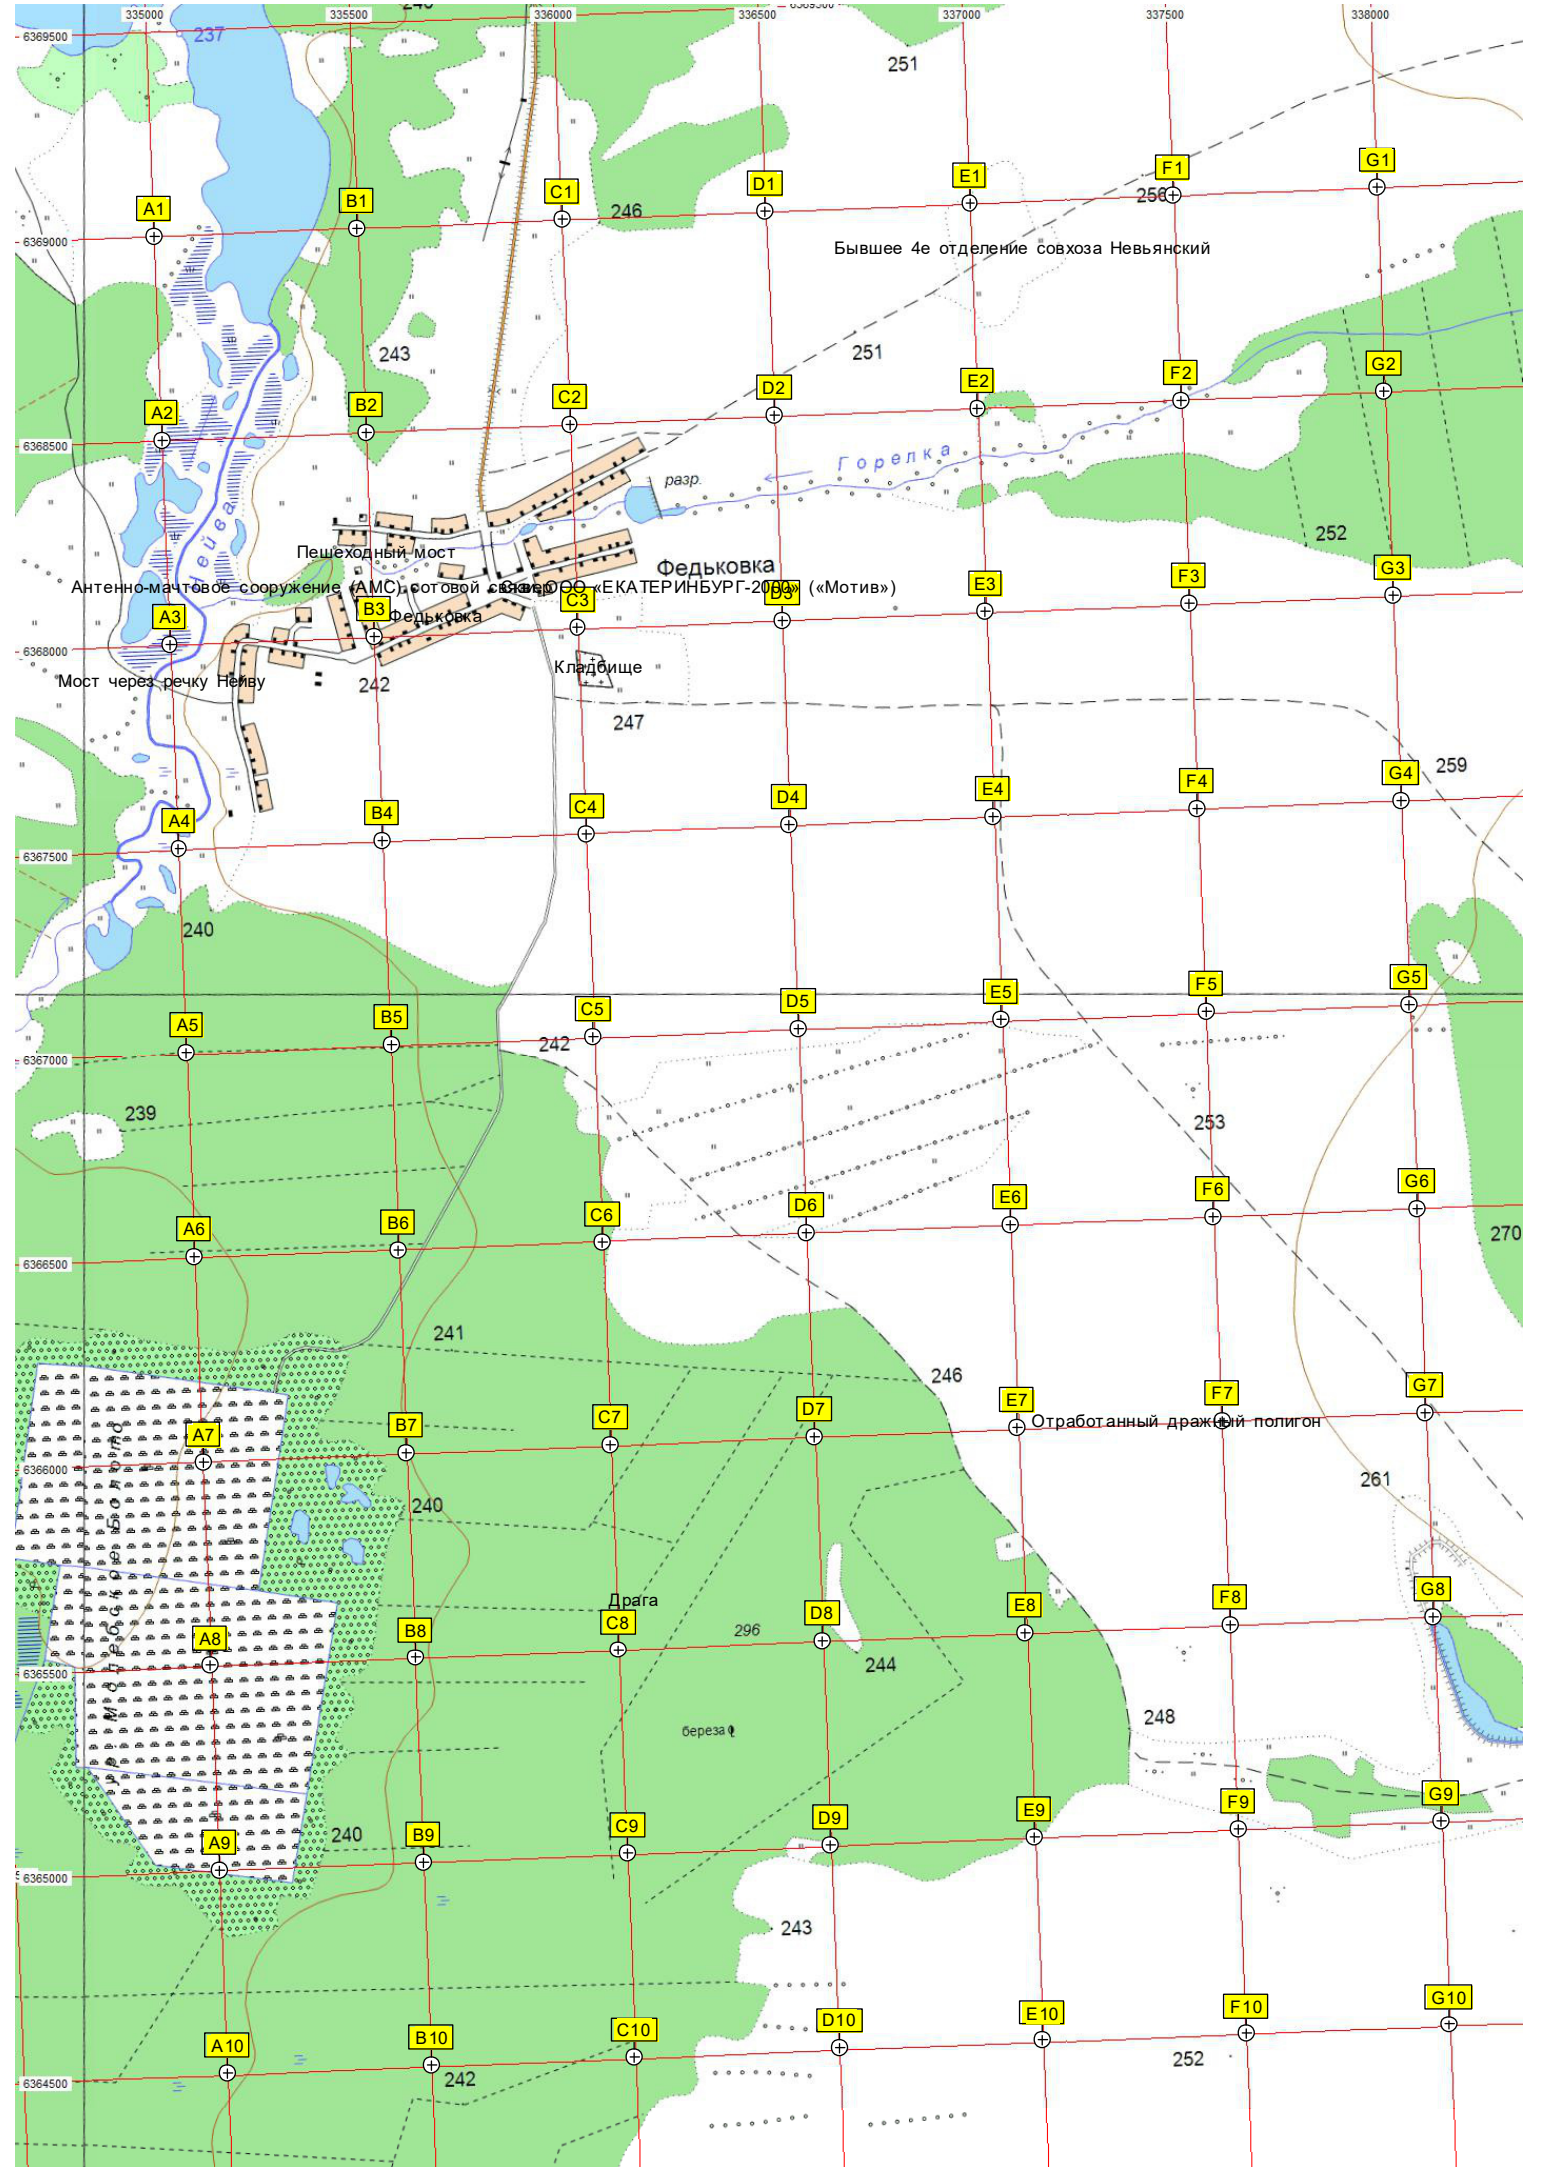 240
335000 335500 336000 336500 337000 337500 338000
6369500
237
251
A1 B1 C1 D1 E1 F1 G1
246
256
6369000
Бывшее 4е отделение совхоза Невьянский
243
251
A2 B2 C2 D2 E2 F2 G2
6368500
Горелка
разр.
Нейва
252
Пешеходный мост
Федьковка
Антенно-мачтовое сооружение (АМС) сотовой связи ООО «ЕКАТЕРИНБУРГ-2000» («Мотив»)
Сквер
A3 B3 C3 D3 E3 F3 G3
Федьковка
6368000
Кладбище
Мост через речку Нейву
242
247
259
A4 B4 C4 D4 E4 F4 G4
6367500
240
A5 B5 C5 D5 E5 F5 G5
242
6367000
239
253
A6 B6 C6 D6 E6 F6 G6
270
6366500
241
246
A7 B7 C7 D7 E7 F7 G7
Отработанный дражный полигон
6366000
261
240
Драга
A8 B8 C8 D8 E8 F8 G8
296
244
6365500
248
береза
240
A9 B9 C9 D9 E9 F9 G9
6365000
243
A10 B10 C10 D10 E10 F10 G10
252
242
6364500